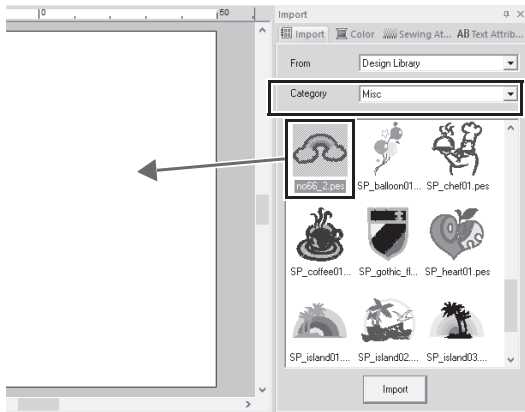 0 50 Import
Import Color Sewing At... AB Text Attrib...
From Design Library
Category Misc
no66_2.pes SP_balloon01... SP_chef01.pes
SP_coffee01... SP_gothic_fl... SP_heart01.pes
SP_island01.... SP_island02.... SP_island03....
Import